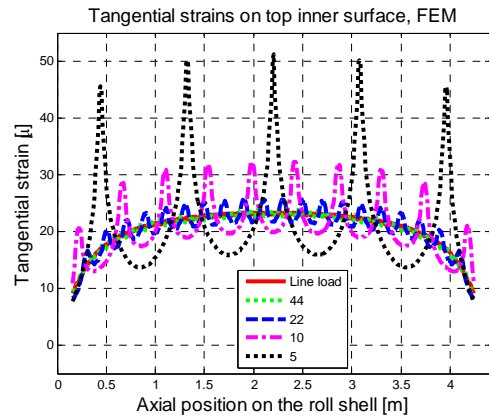 Tangential strains on top inner surface, FEM
Tangential strain [μ]
50
40
30
20
10
0
Line load
44
22
10
5
0 0.5 1 1.5 2 2.5 3 3.5 4
Axial position on the roll shell [m]